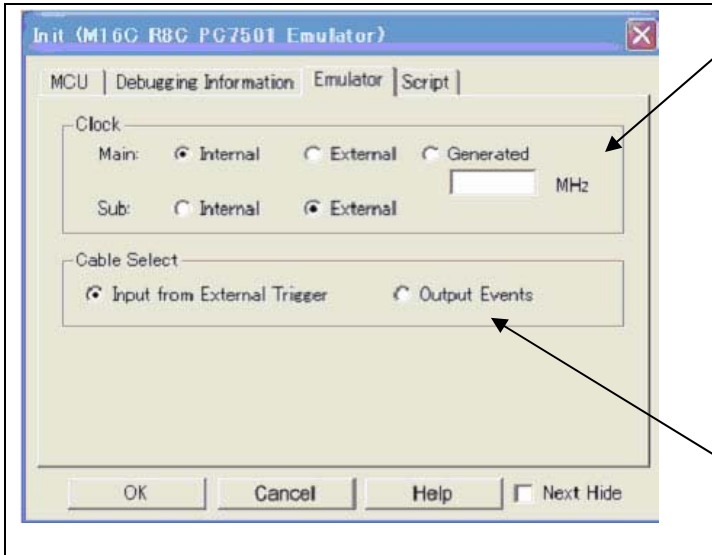 Init (M16C R8C PC7501 Emulator)
MCU Debugging Information Emulator Script
Clock
Main: Internal External Generated
MHz
Sub: Internal External
Cable Select
Input from External Trigger Output Events
OK Cancel Help Next Hide